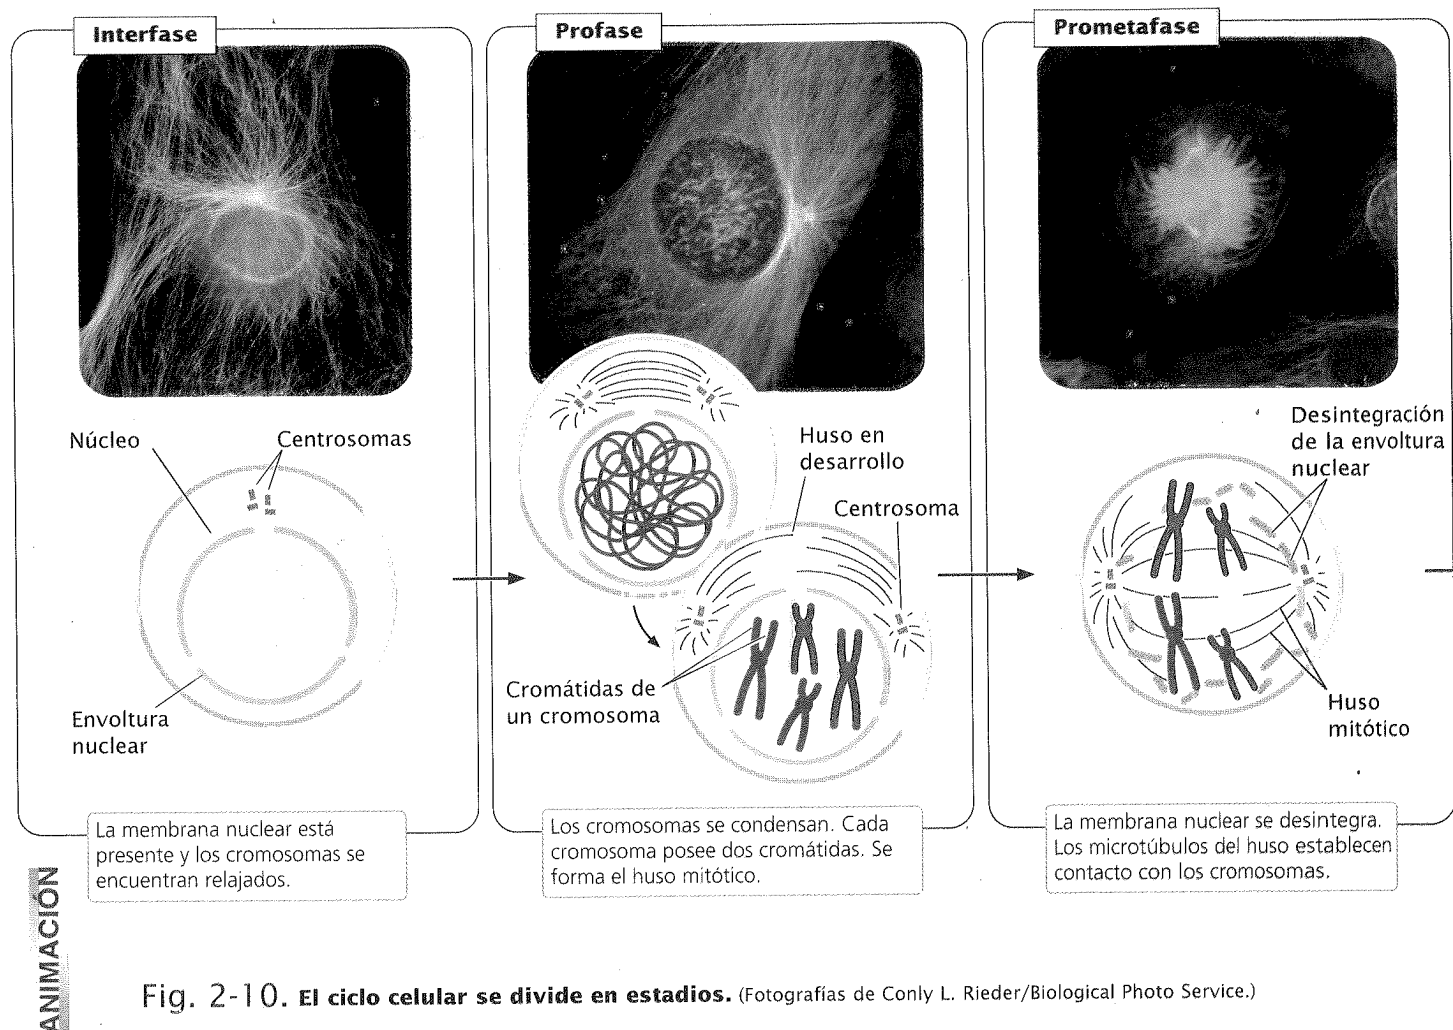 Interfase
Núcleo
Centrosomas
Envoltura
nuclear
La membrana nuclear está
presente y los cromosomas se
encuentran relajados.
Profase
Huso en
desarrollo
Centrosoma
Cromátidas de
un cromosoma
Los cromosomas se condensan. Cada
cromosoma posee dos cromátidas. Se
forma el huso mitótico.
Prometafase
Desintegración
de la envoltura
nuclear
Huso
mitótico
La membrana nuclear se desintegra.
Los microtúbulos del huso establecen
contacto con los cromosomas.
ANIMACIÓN
Fig. 2-10. El ciclo celular se divide en estadios. (Fotografías de Conly L. Rieder/Biological Photo Service.)